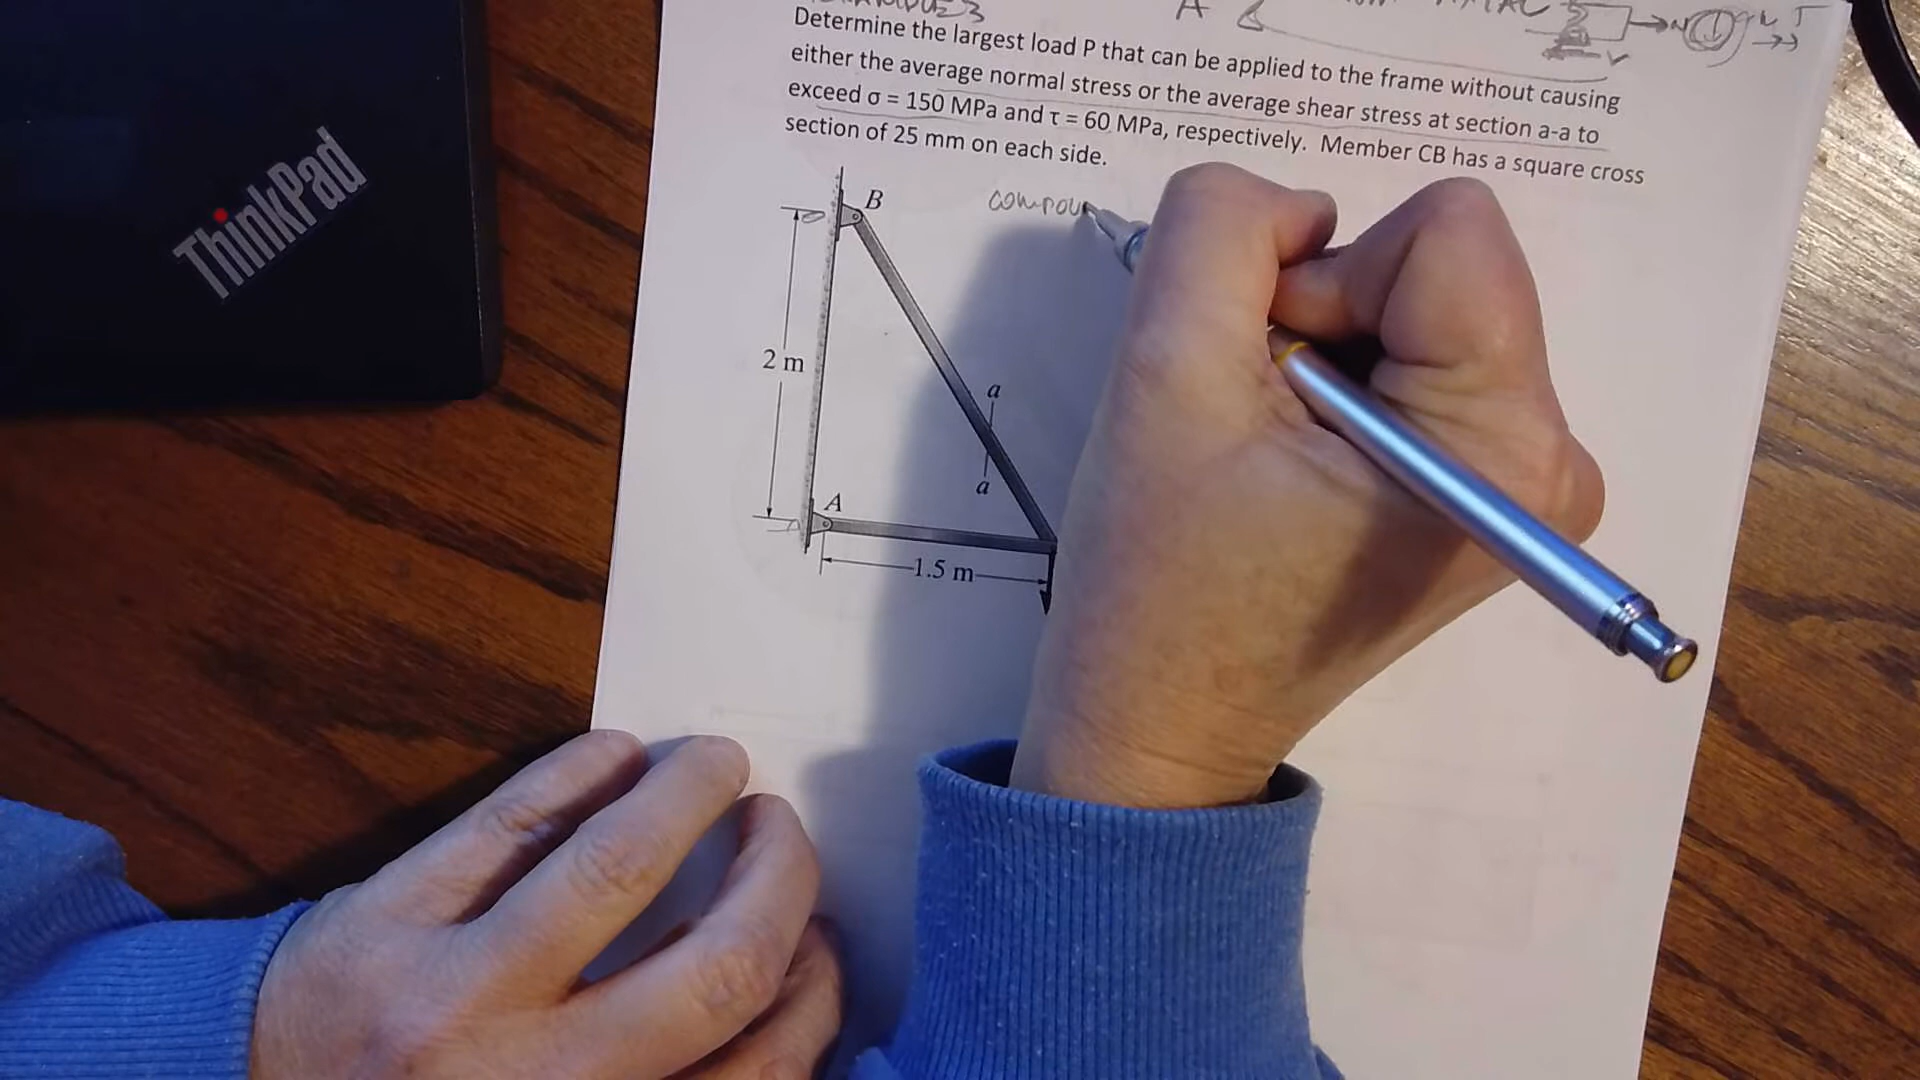 Determine the largest load P that can be applied to the frame without causing
either the average normal stress or the average shear stress at section a-a to
exceed σ = 150 MPa and τ = 60 MPa, respectively. Member CB has a square cross
section of 25 mm on each side.
compou
B
2 m
a
a
A
1.5 m
ThinkPad